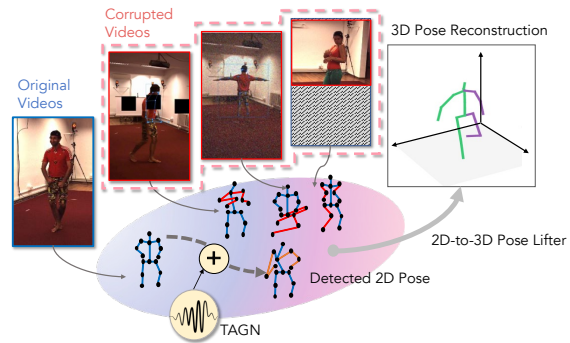 Corrupted
Videos
3D Pose Reconstruction
Original
Videos
2D-to-3D Pose Lifter
+
Detected 2D Pose
TAGN